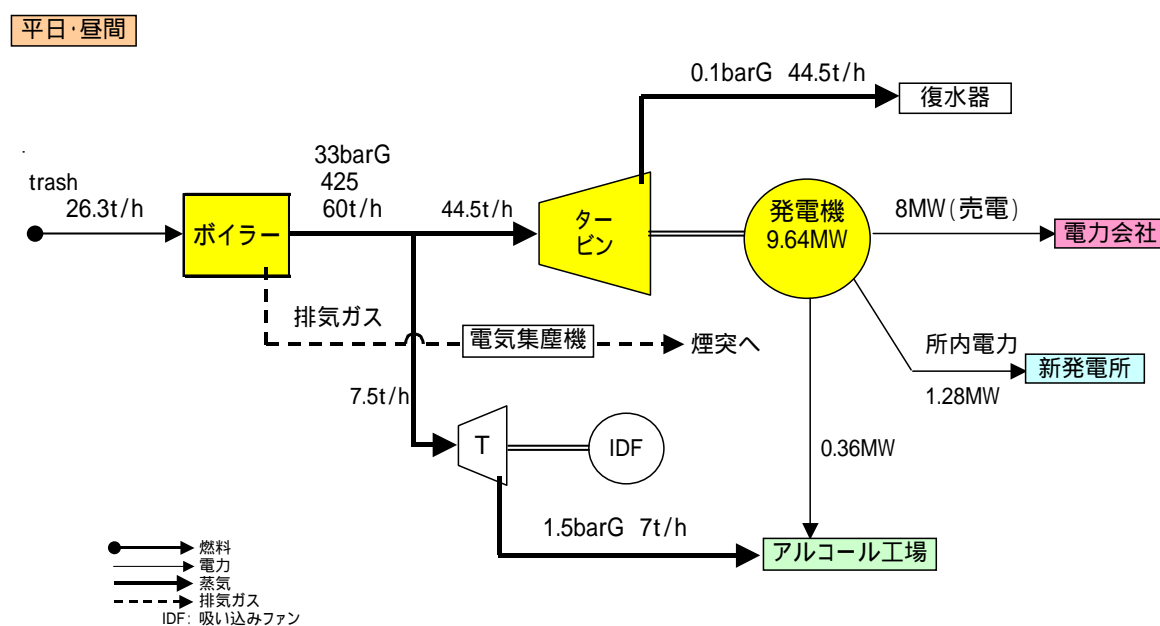 平日・昼間
0.1barG 44.5t/h
復水器
trash
26.3t/h
ボイラー
33barG
425
60t/h
44.5t/h
ター
ビン
発電機
9.64MW
8MW(売電)
電力会社
排気ガス
電気集塵機
煙突へ
所内電力
1.28MW
新発電所
7.5t/h
T
IDF
0.36MW
1.5barG 7t/h
アルコール工場
燃料
電力
蒸気
排気ガス
IDF: 吸い込みファン